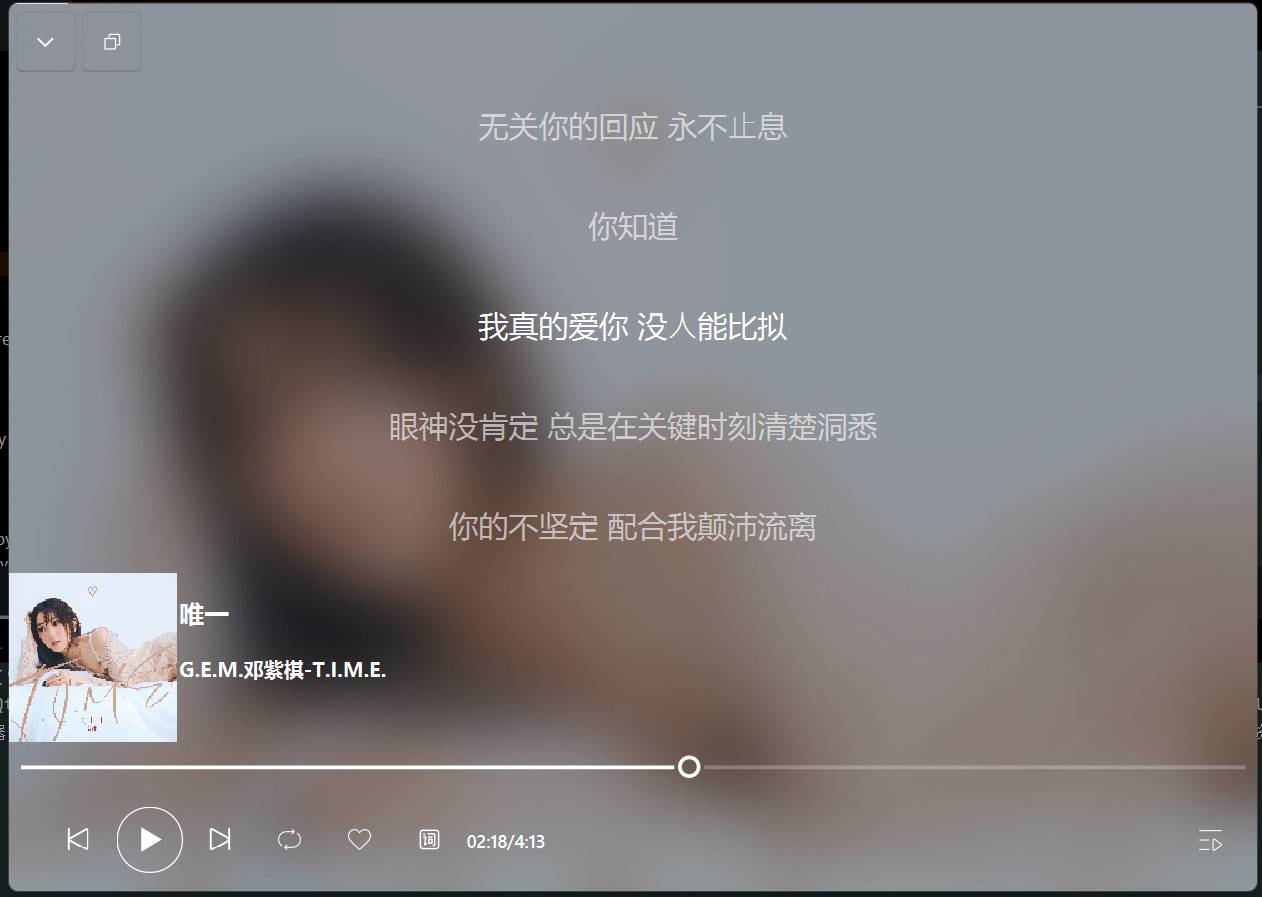 无关你的回应 永不止息
你知道
我真的爱你 没人能比拟
眼神没肯定 总是在关键时刻清楚洞悉
你的不坚定 配合我颠沛流离
唯一
G.E.M.邓紫棋-T.I.M.E.
词
02:18/4:13